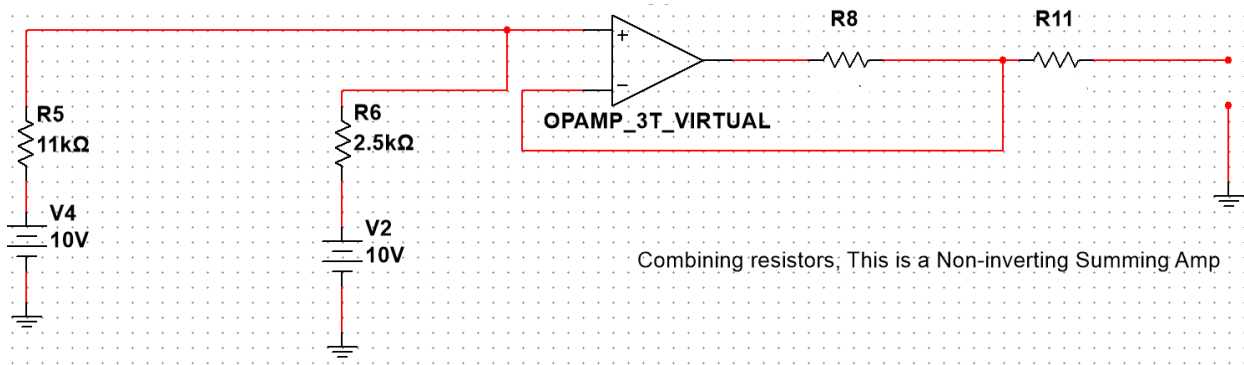 R8
R11
+
−
OPAMP_3T_VIRTUAL
R5
11kΩ
R6
2.5kΩ
V4
10V
V2
10V
Combining resistors, This is a Non-inverting Summing Amp